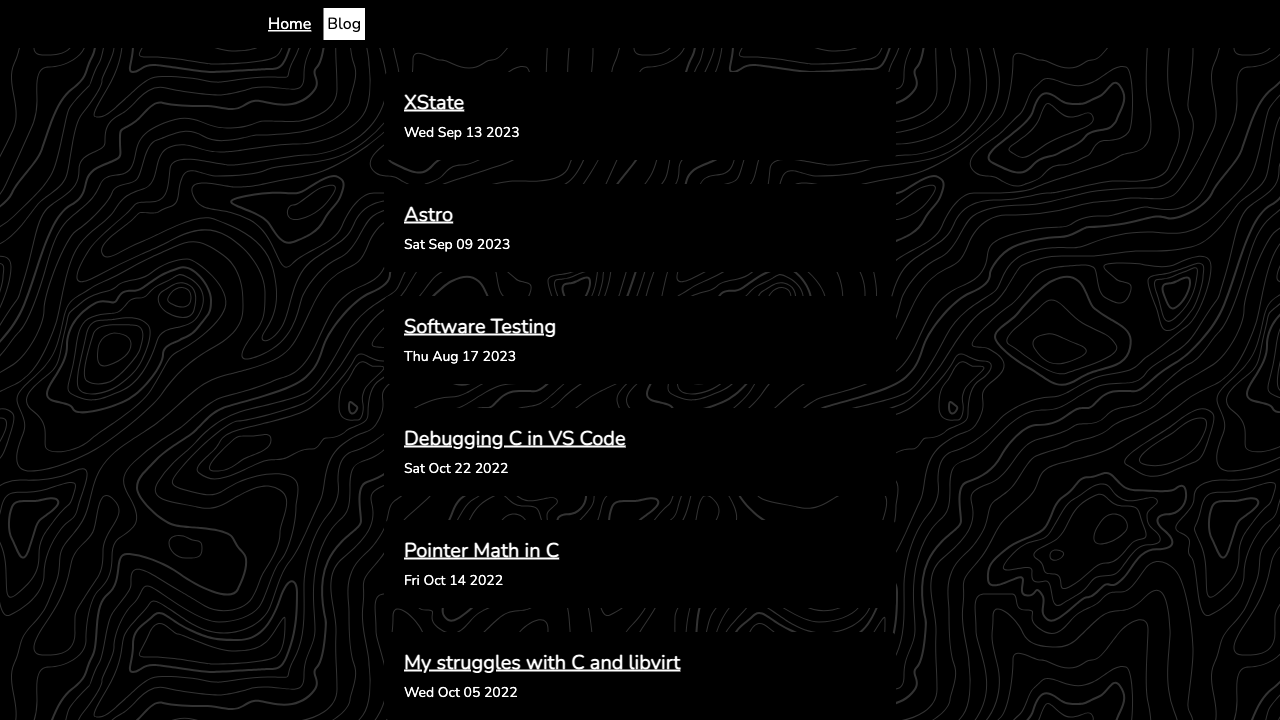 Home Blog
XState
Wed Sep 13 2023
Astro
Sat Sep 09 2023
Software Testing
Thu Aug 17 2023
Debugging C in VS Code
Sat Oct 22 2022
Pointer Math in C
Fri Oct 14 2022
My struggles with C and libvirt
Wed Oct 05 2022